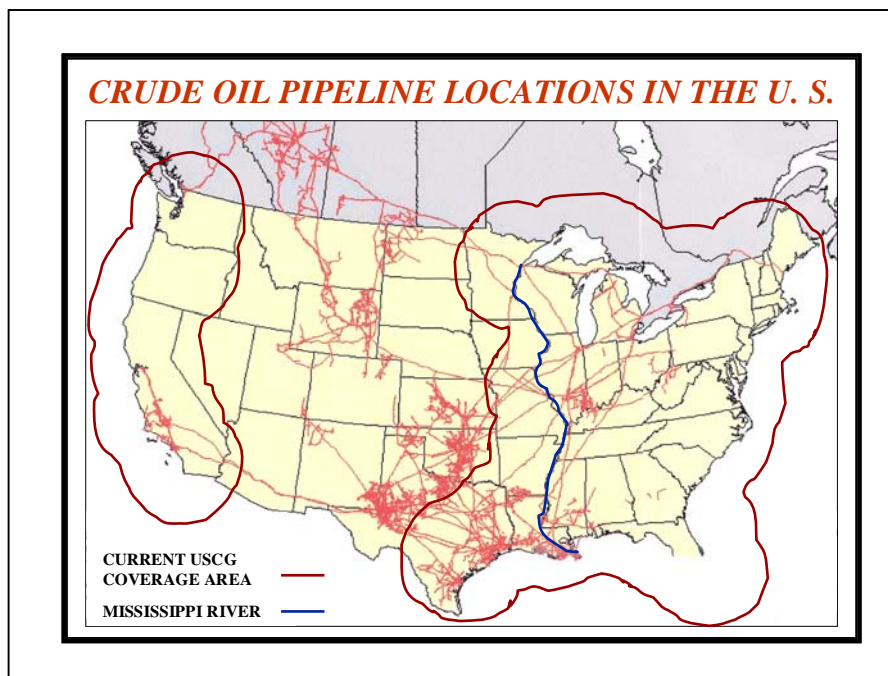 CRUDE OIL PIPELINE LOCATIONS IN THE U. S.
CURRENT USCG
COVERAGE AREA
MISSISSIPPI RIVER